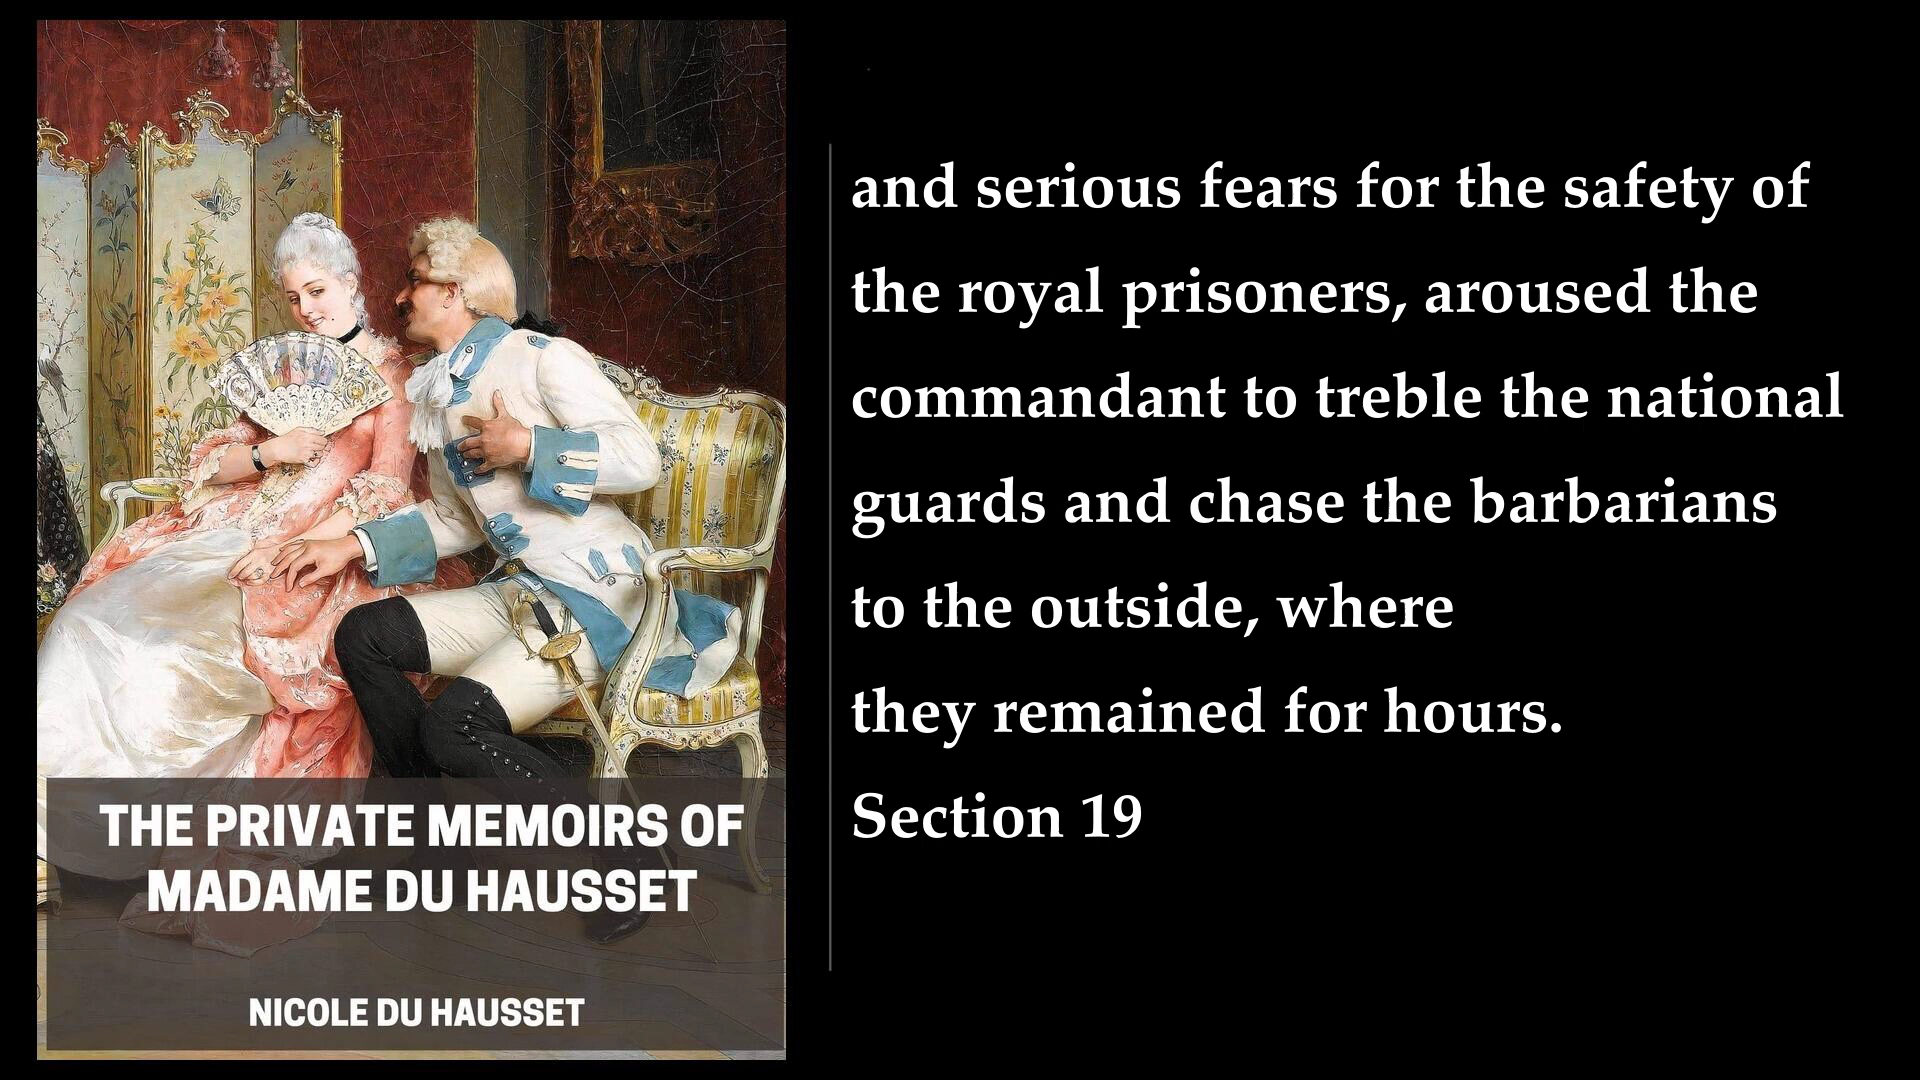 THE PRIVATE MEMOIRS OF
MADAME DU HAUSSET
NICOLE DU HAUSSET
and serious fears for the safety of
the royal prisoners, aroused the
commandant to treble the national
guards and chase the barbarians
to the outside, where
they remained for hours.
Section 19